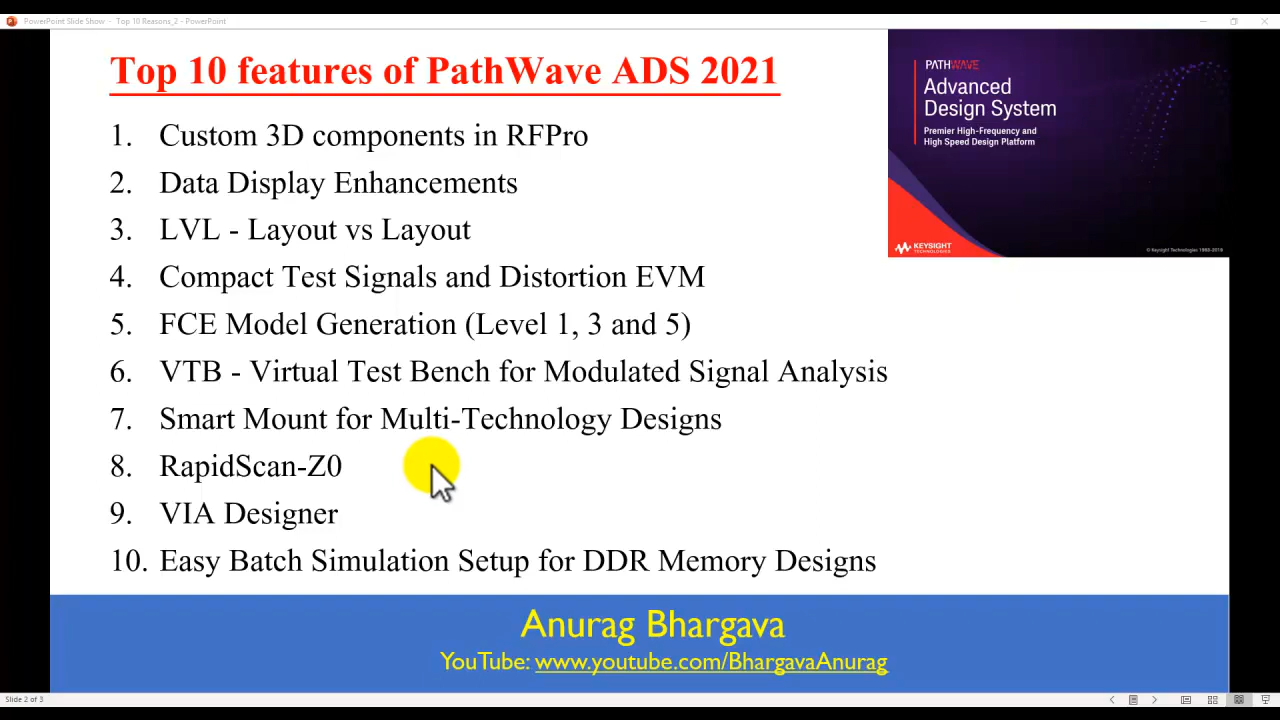 PowerPoint Slide Show - Top 10 Reasons_2 - PowerPoint
Top 10 features of PathWave ADS 2021
1. Custom 3D components in RFPro
2. Data Display Enhancements
3. LVL - Layout vs Layout
4. Compact Test Signals and Distortion EVM
5. FCE Model Generation (Level 1, 3 and 5)
6. VTB - Virtual Test Bench for Modulated Signal Analysis
7. Smart Mount for Multi-Technology Designs
8. RapidScan-Z0
9. VIA Designer
10. Easy Batch Simulation Setup for DDR Memory Designs
PATHWAVE
Advanced
Design System
Premier High-Frequency and
High Speed Design Platform
KEYSIGHT
TECHNOLOGIES
© Keysight Technologies 1983-2019
Anurag Bhargava
YouTube: www.youtube.com/BhargavaAnurag
Slide 2 of 3